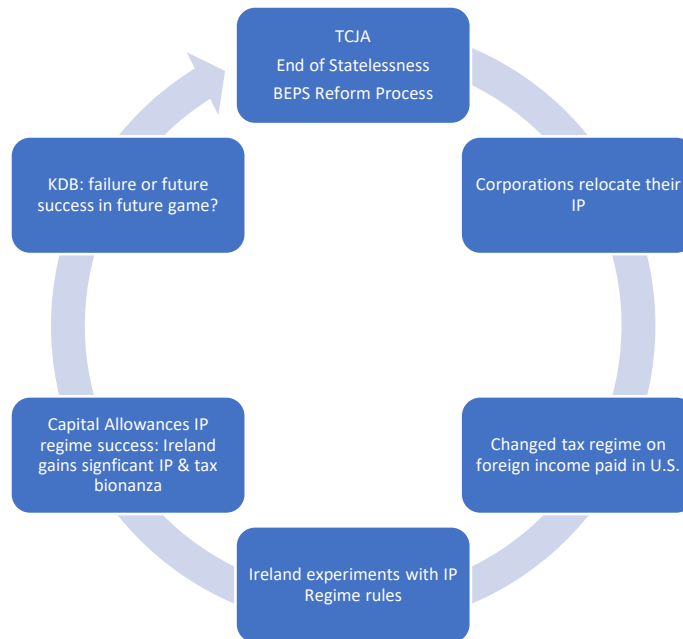 TCJA
End of Statelessness
BEPS Reform Process
Corporations relocate their
IP
Changed tax regime on
foreign income paid in U.S.
Ireland experiments with IP
Regime rules
Capital Allowances IP
regime success: Ireland
gains signficant IP & tax
bionanza
KDB: failure or future
success in future game?